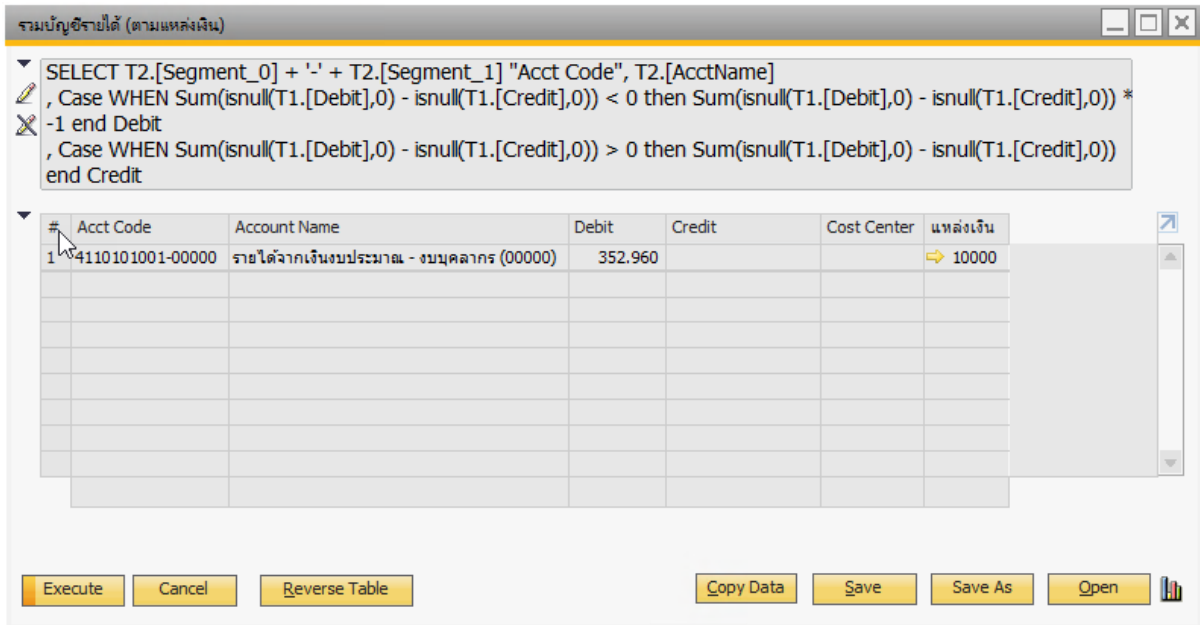 รวมบัญชีรายได้ (ตามแหล่งเงิน)
SELECT T2.[Segment_0] + '-' + T2.[Segment_1] "Acct Code", T2.[AcctName]
, Case WHEN Sum(isnull(T1.[Debit],0) - isnull(T1.[Credit],0)) < 0 then Sum(isnull(T1.[Debit],0) - isnull(T1.[Credit],0)) *
-1 end Debit
, Case WHEN Sum(isnull(T1.[Debit],0) - isnull(T1.[Credit],0)) > 0 then Sum(isnull(T1.[Debit],0) - isnull(T1.[Credit],0))
end Credit
# Acct Code Account Name Debit Credit Cost Center แหล่งเงิน
1 4110101001-00000 รายได้จากเงินงบประมาณ - งบบุคลากร (00000) 352.960 10000
Execute Cancel Reverse Table Copy Data Save Save As Open